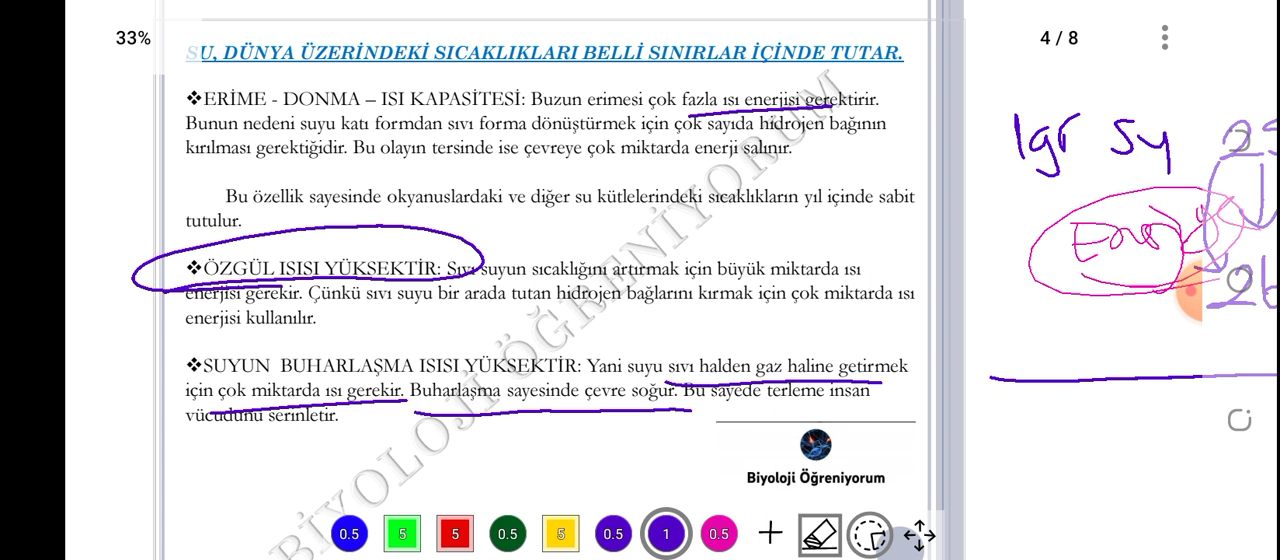 33%
4 / 8
SU, DÜNYA ÜZERİNDEKİ SICAKLIKLARI BELLİ SINIRLAR İÇİNDE TUTAR.
❖ERİME - DONMA – ISI KAPASİTESİ: Buzun erimesi çok fazla ısı enerjisi gerektirir.
Bunun nedeni suyu katı formdan sıvı forma dönüştürmek için çok sayıda hidrojen bağının
kırılması gerektiğidir. Bu olayın tersinde ise çevreye çok miktarda enerji salınır.
Bu özellik sayesinde okyanuslardaki ve diğer su kütlelerindeki sıcaklıkların yıl içinde sabit
tutulur.
❖ÖZGÜL ISISI YÜKSEKTİR: Sıvı suyun sıcaklığını artırmak için büyük miktarda ısı
enerjisi gerekir. Çünkü sıvı suyu bir arada tutan hidrojen bağlarını kırmak için çok miktarda ısı
enerjisi kullanılır.
❖SUYUN BUHARLAŞMA ISISI YÜKSEKTİR: Yani suyu sıvı halden gaz haline getirmek
için çok miktarda ısı gerekir. Buharlaşma sayesinde çevre soğur. Bu sayede terleme insan
vücudunu serinletir.
BİYOLOJİ ÖĞRENİYORUM
Biyoloji Öğreniyorum
1gr Sy
26
0.5 5 5 0.5 5 0.5 1 0.5